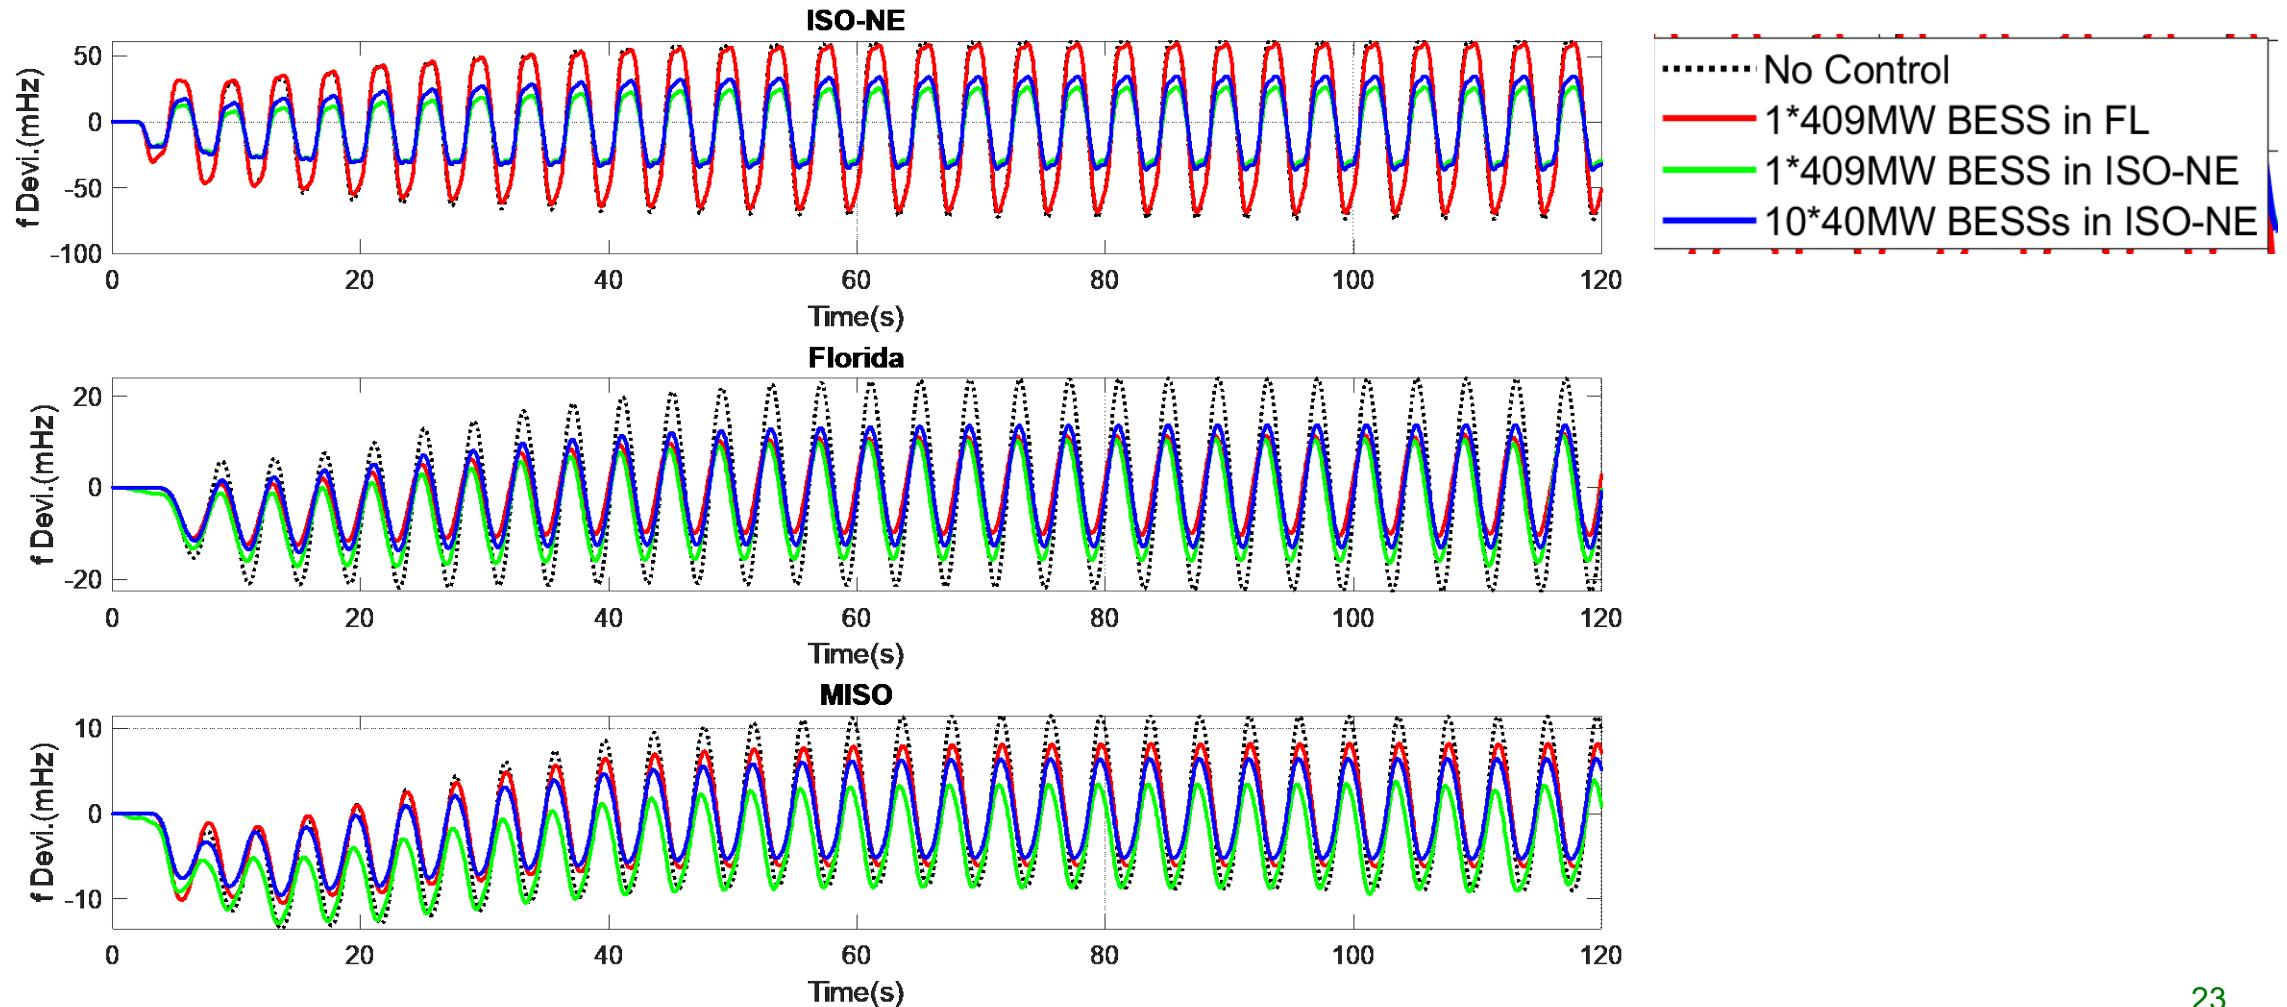 ISO-NE
f Devi.(mHz)
50
0
-50
-100
0 20 40 60 80 100 120
Time(s)
No Control
1*409MW BESS in FL
1*409MW BESS in ISO-NE
10*40MW BESSs in ISO-NE
Florida
f Devi.(mHz)
20
0
-20
0 20 40 60 80 100 120
Time(s)
MISO
f Devi.(mHz)
10
0
-10
0 20 40 60 80 100 120
Time(s)
23